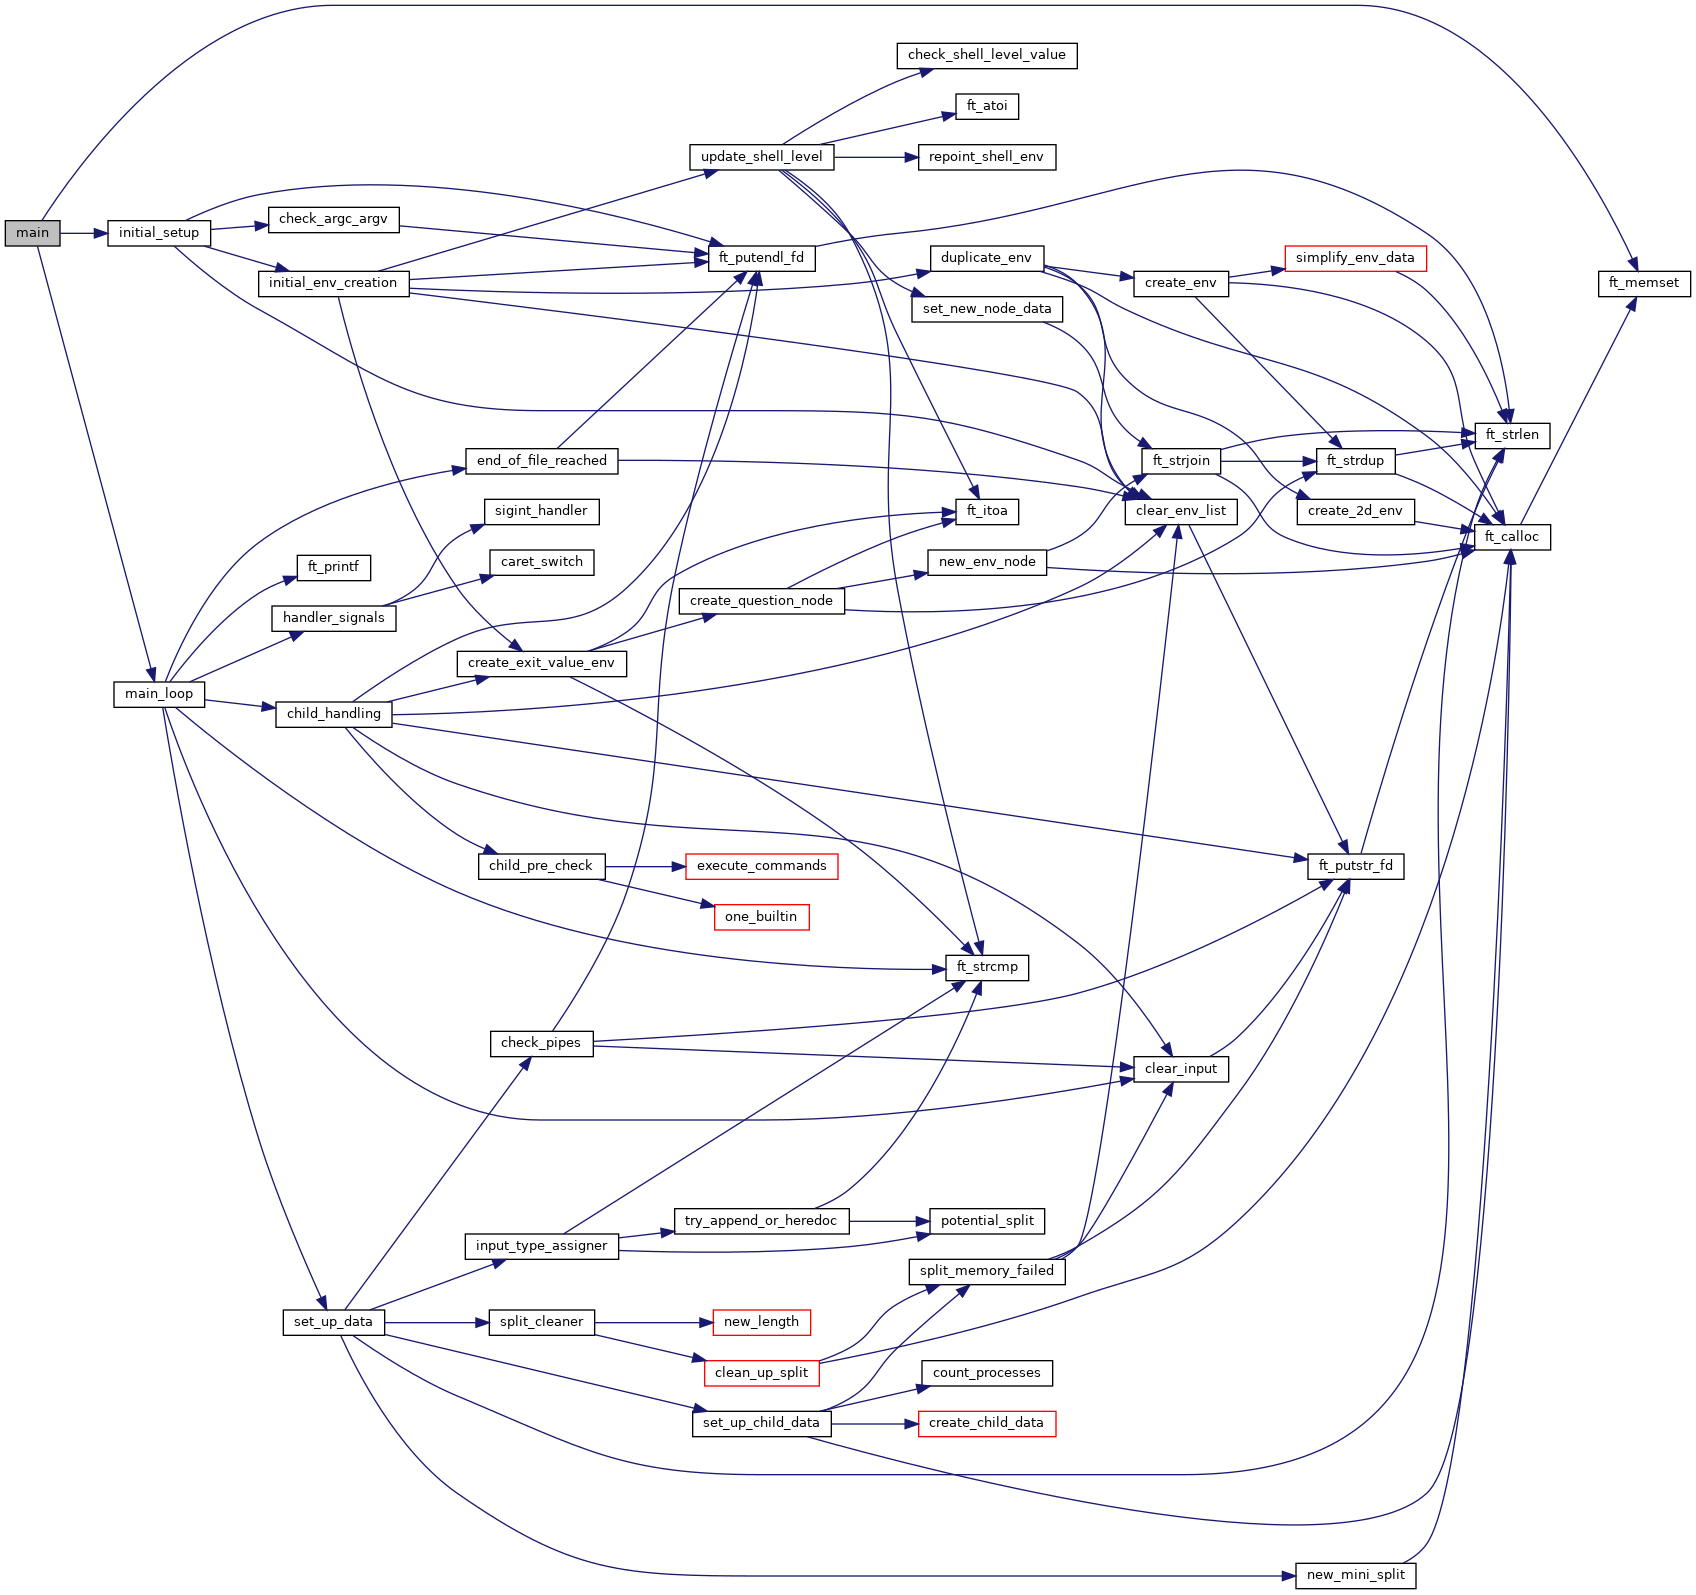 check_shell_level_value
ft_atoi
update_shell_level
repoint_shell_env
check_argc_argv
main
initial_setup
ft_putendl_fd
duplicate_env
simplify_env_data
initial_env_creation
create_env
ft_memset
set_new_node_data
ft_strlen
end_of_file_reached
ft_strjoin
ft_strdup
sigint_handler
ft_itoa
clear_env_list
create_2d_env
ft_calloc
caret_switch
new_env_node
ft_printf
create_question_node
handler_signals
create_exit_value_env
main_loop
child_handling
child_pre_check
execute_commands
ft_putstr_fd
one_builtin
ft_strcmp
check_pipes
clear_input
try_append_or_heredoc
potential_split
input_type_assigner
split_memory_failed
set_up_data
split_cleaner
new_length
clean_up_split
count_processes
set_up_child_data
create_child_data
new_mini_split